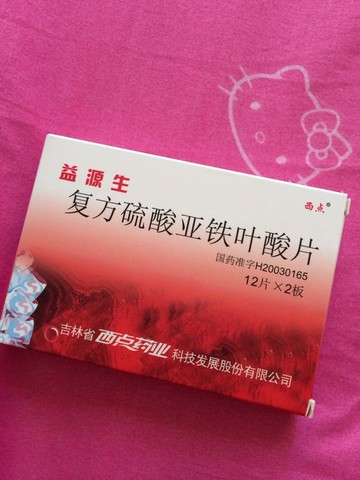 益源生
西点®
复方硫酸亚铁叶酸片
国药准字H20030165
12片×2板
吉林省西点药业科技发展股份有限公司